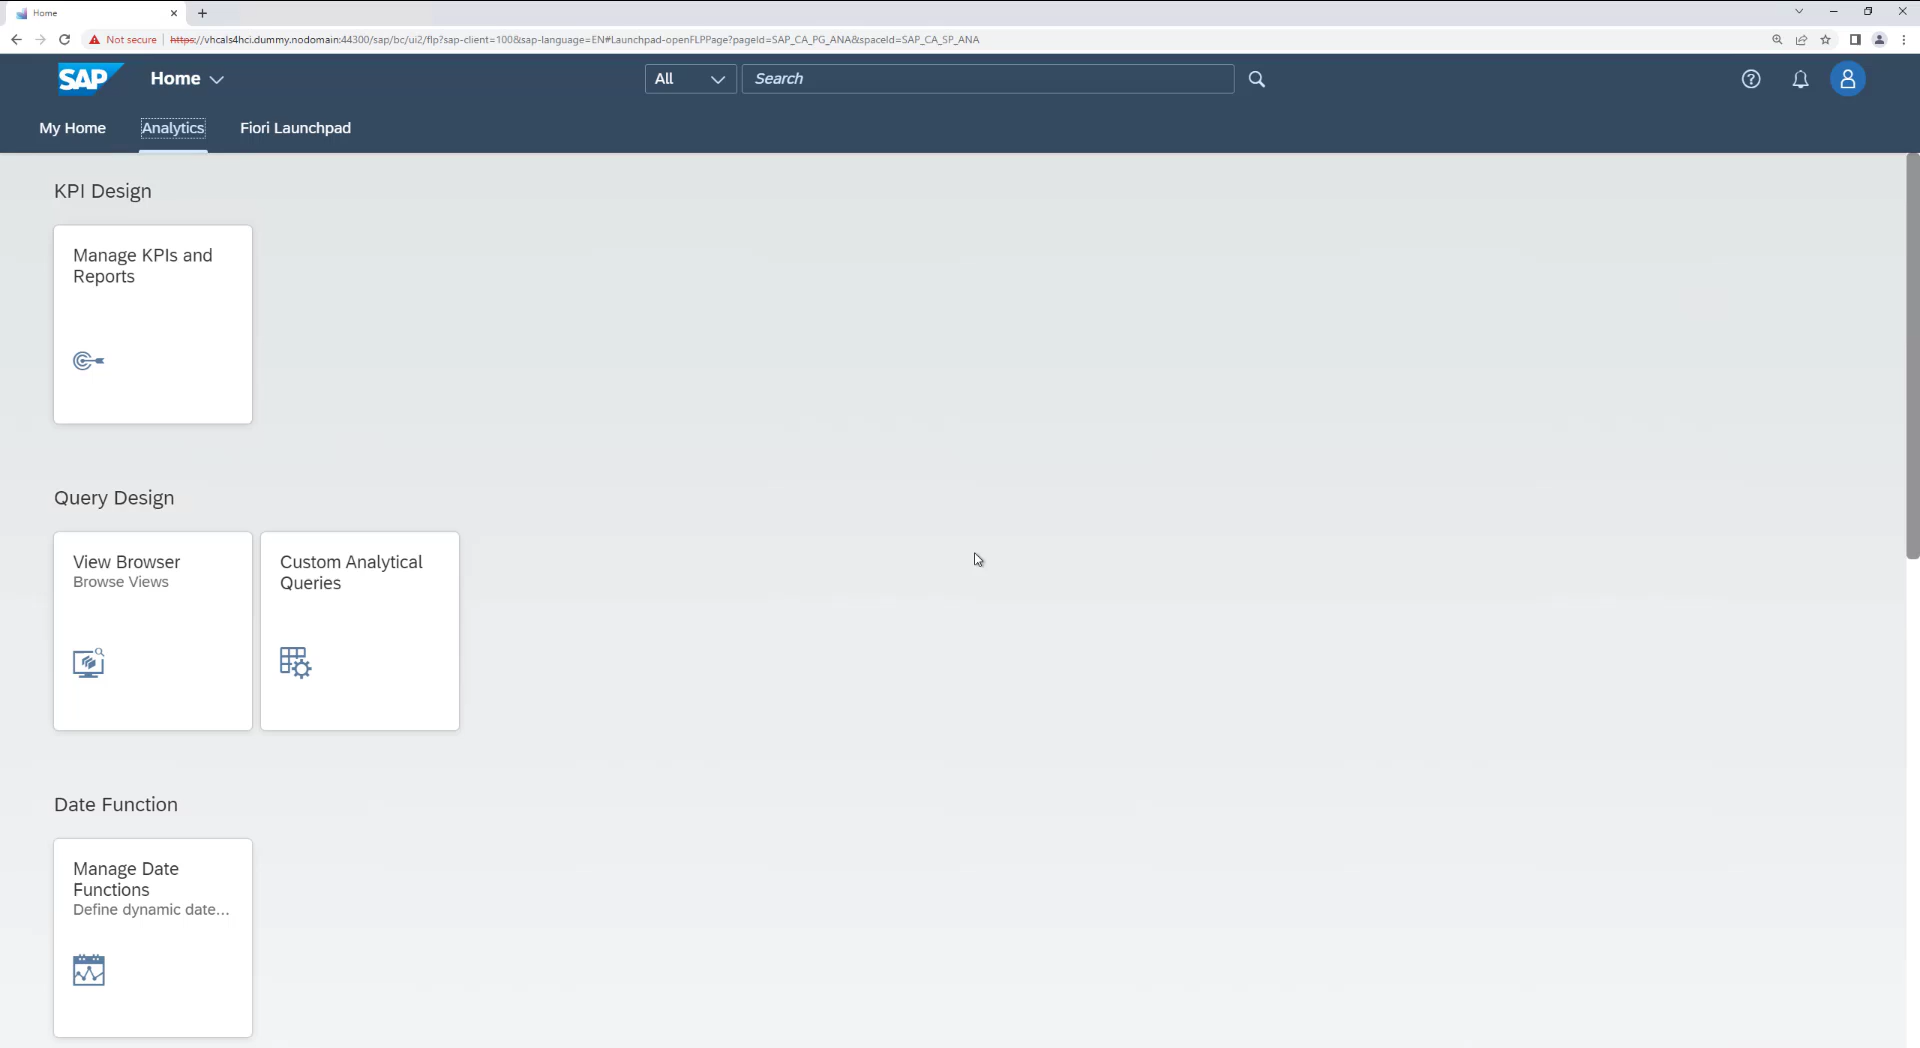 Home
Not secure
https://vhcals4hci.dummy.nodomain:44300/sap/bc/ui2/flp?sap-client=100&sap-language=EN#Launchpad-openFLPPage?pageId=SAP_CA_PG_ANA&spaceId=SAP_CA_SP_ANA
SAP
Home
All
Search
My Home
Analytics
Fiori Launchpad
KPI Design
Manage KPIs and
Reports
Query Design
View Browser
Browse Views
Custom Analytical
Queries
Date Function
Manage Date
Functions
Define dynamic date...